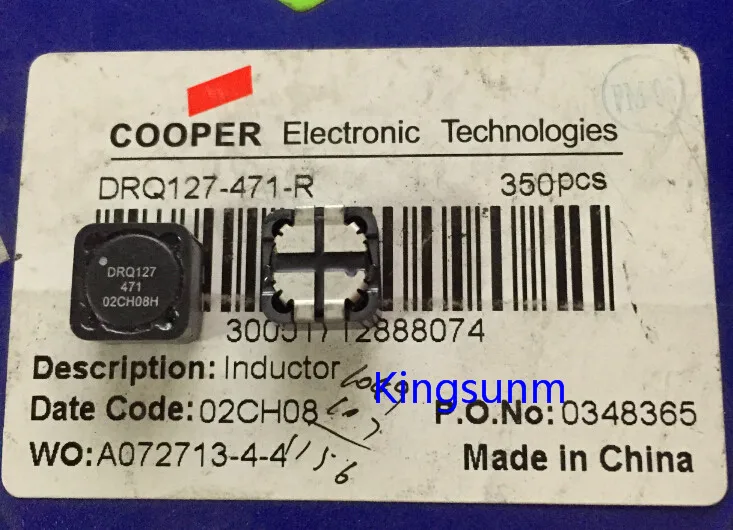 COOPER Electronic Technologies
DRQ127-471-R 350pcs
DRQ127
471
02CH08H
Description: Inductor
Kingsunm
Date Code: 02CH08
P.O.No: 0348365
WO: A072713-4-4
Made in China